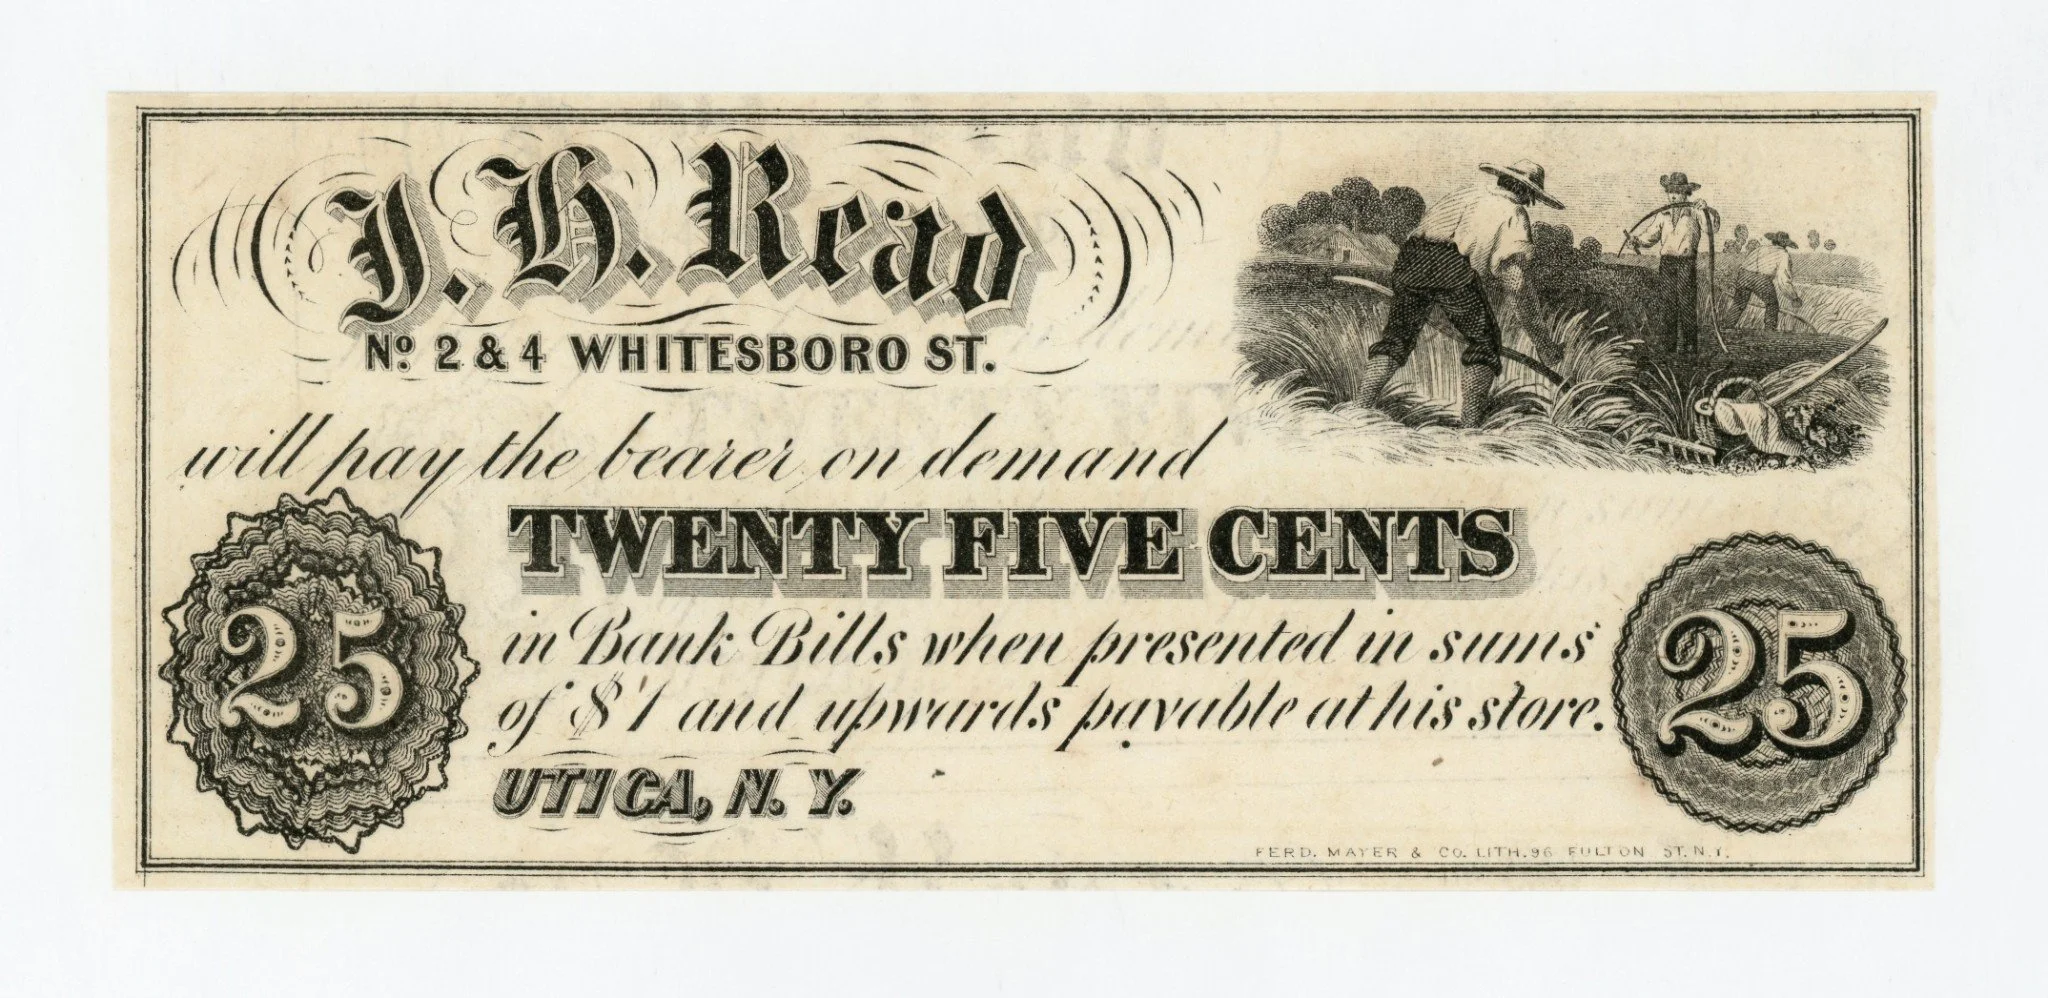 J. H. Read
No. 2 & 4 WHITESBORO ST.
will pay the bearer on demand
TWENTY FIVE CENTS
in Bank Bills when presented in sums
of $1 and upwards payable at his store.
UTICA, N. Y.
25
25
FERD. MAYER & CO. LITH. 96 FULTON ST. N.Y.